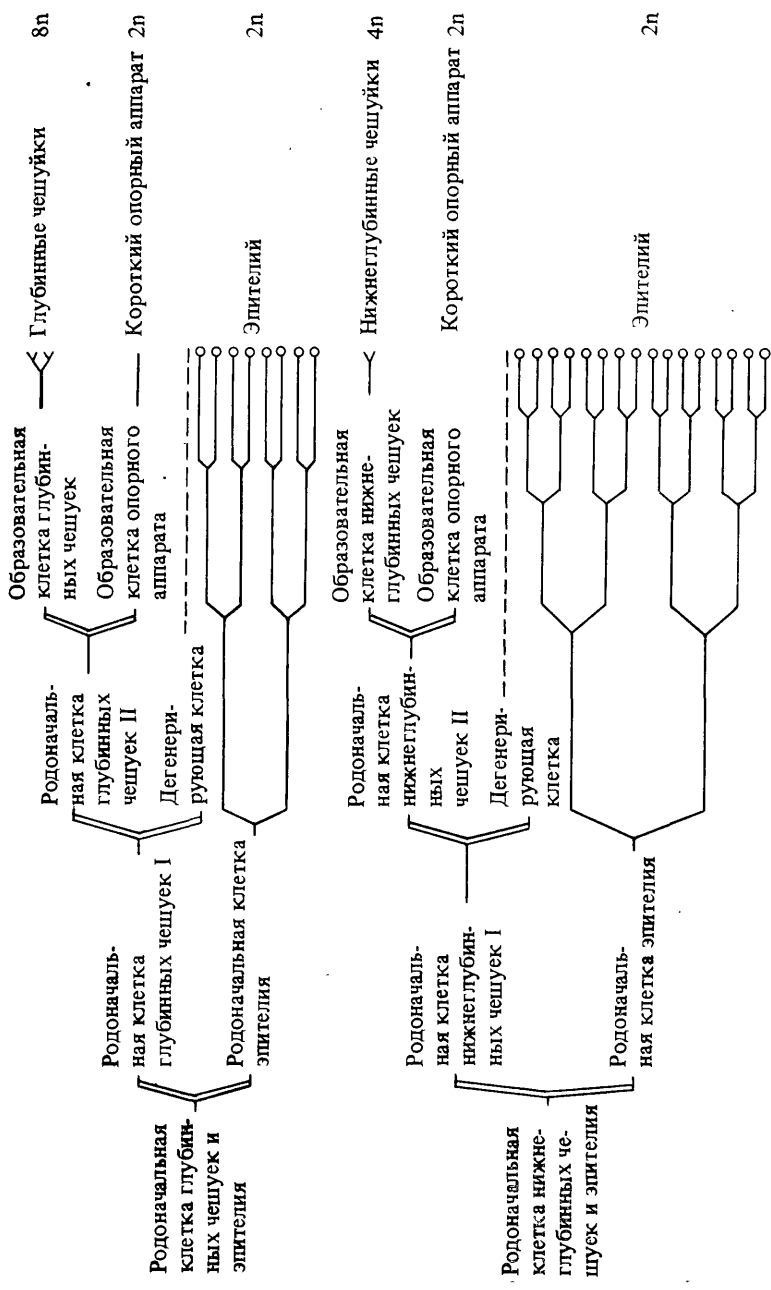 Родоначальная
клетка глубин-
ных чешуек и
эпителия
Родоначаль-
ная клетка
глубинных чешуек I
Родоначальная клетка
эпителия
Родоначаль-
ная клетка
глубинных
чешуек II
Дегенери-
рующая клетка
Образовательная
клетка глубин-
ных чешуек
Образовательная
клетка опорного
аппарата
Глубинные чешуйки
8n
Короткий опорный аппарат
2n
Эпителий
2n
Родоначальная
клетка нижне-
глубинных че-
шуек и эпителия
Родоначаль-
ная клетка
нижнеглубин-
ных чешуек I
Родоначаль-
ная клетка эпителия
Родоначаль-
ная клетка
нижнеглубин-
ных
чешуек II
Дегенери-
рующая
клетка
Образовательная
клетка нижне-
глубинных чешуек
Образовательная
клетка опорного
аппарата
Нижнеглубинные чешуйки
4n
Короткий опорный аппарат
2n
Эпителий
2n